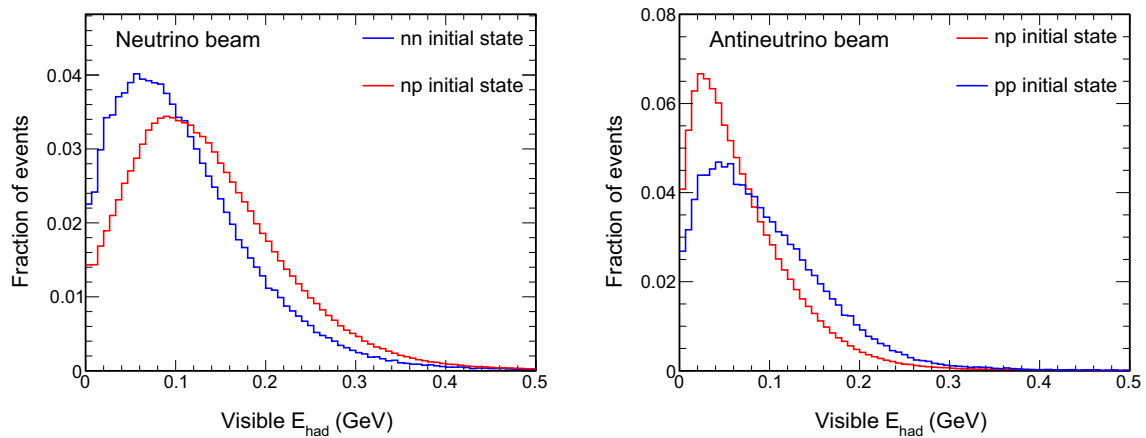 Neutrino beam
nn initial state
np initial state
Fraction of events
0.04
0.03
0.02
0.01
0
0 0.1 0.2 0.3 0.4 0.5
Visible E_had (GeV)
Antineutrino beam
np initial state
pp initial state
Fraction of events
0.08
0.06
0.04
0.02
0
0 0.1 0.2 0.3 0.4 0.5
Visible E_had (GeV)